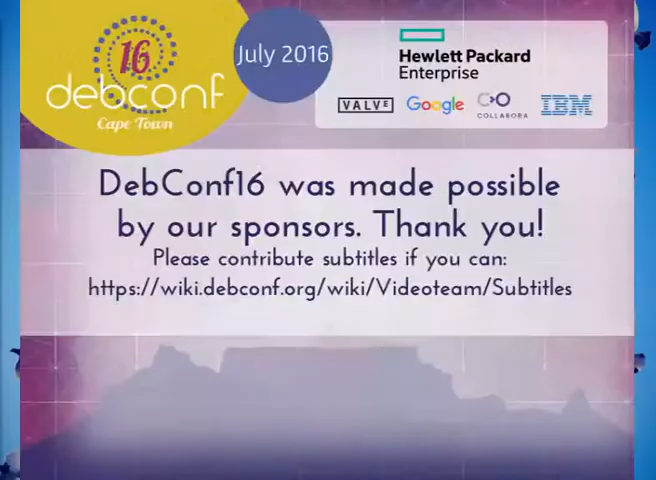 16
debconf
Cape Town
July 2016
Hewlett Packard
Enterprise
VALVE Google COLLABORA IBM
DebConf16 was made possible
by our sponsors. Thank you!
Please contribute subtitles if you can:
https://wiki.debconf.org/wiki/Videoteam/Subtitles